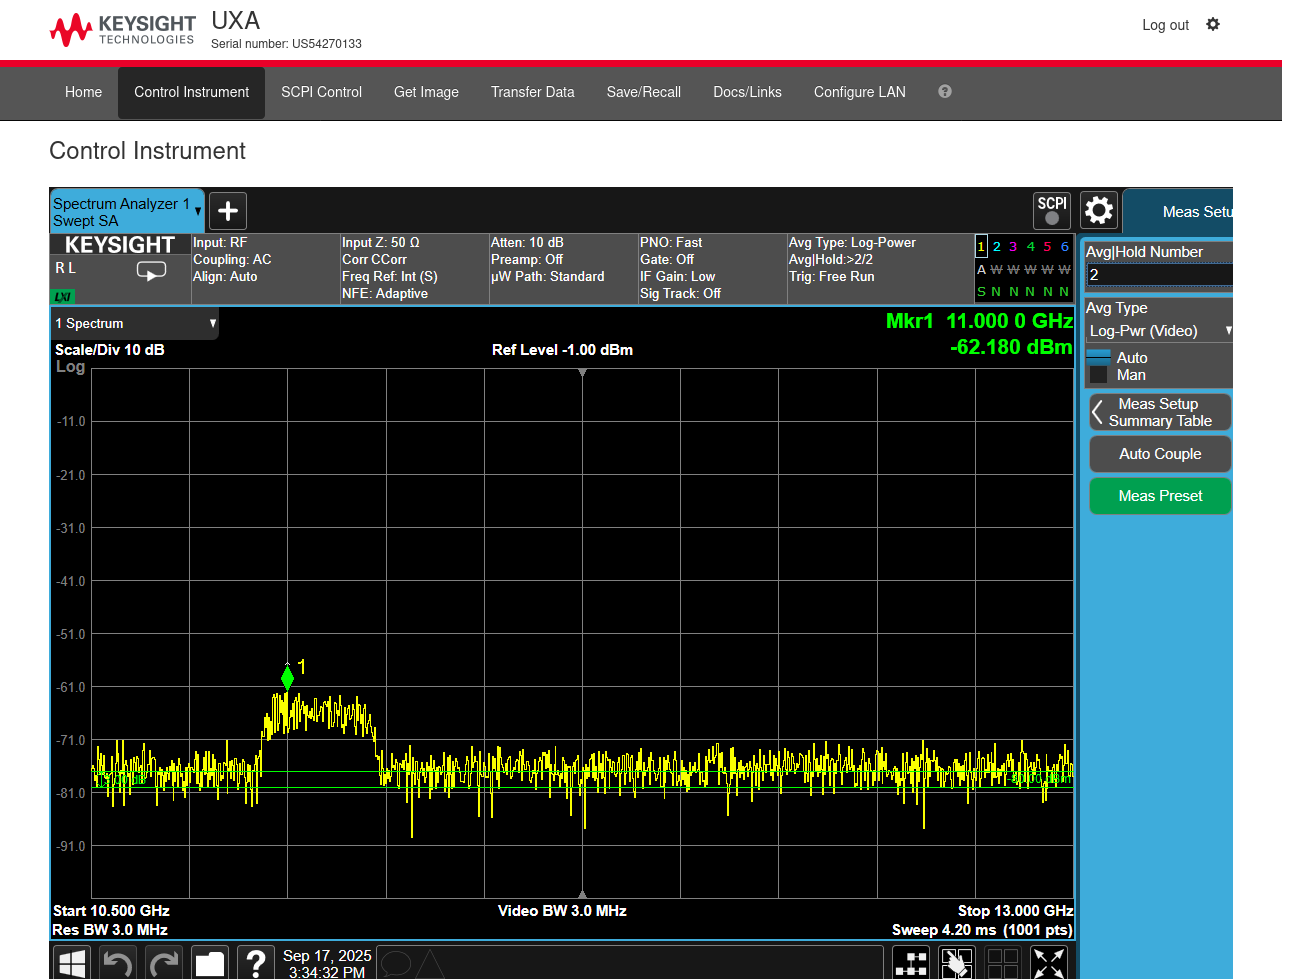 KEYSIGHT
TECHNOLOGIES
UXA
Serial number: US54270133
Log out
Home
Control Instrument
SCPI Control
Get Image
Transfer Data
Save/Recall
Docs/Links
Configure LAN
?
Control Instrument
Spectrum Analyzer 1
Swept SA
SCPI
Meas Setu
KEYSIGHT
R L
LXI
Input: RF
Coupling: AC
Align: Auto
Input Z: 50 Ω
Corr CCorr
Freq Ref: Int (S)
NFE: Adaptive
Atten: 10 dB
Preamp: Off
µW Path: Standard
PNO: Fast
Gate: Off
IF Gain: Low
Sig Track: Off
Avg Type: Log-Power
Avg|Hold:>2/2
Trig: Free Run
1 2 3 4 5 6
A W W W W W
S N N N N N
Avg|Hold Number
2
Avg Type
Log-Pwr (Video)
Auto
Man
Meas Setup
Summary Table
Auto Couple
Meas Preset
1 Spectrum
Scale/Div 10 dB
Log
Ref Level -1.00 dBm
Mkr1 11.000 0 GHz
-62.180 dBm
-11.0
-21.0
-31.0
-41.0
-51.0
1
-61.0
-71.0
-81.0
-91.0
Start 10.500 GHz
Res BW 3.0 MHz
Video BW 3.0 MHz
Stop 13.000 GHz
Sweep 4.20 ms (1001 pts)
?
Sep 17, 2025
3:34:32 PM